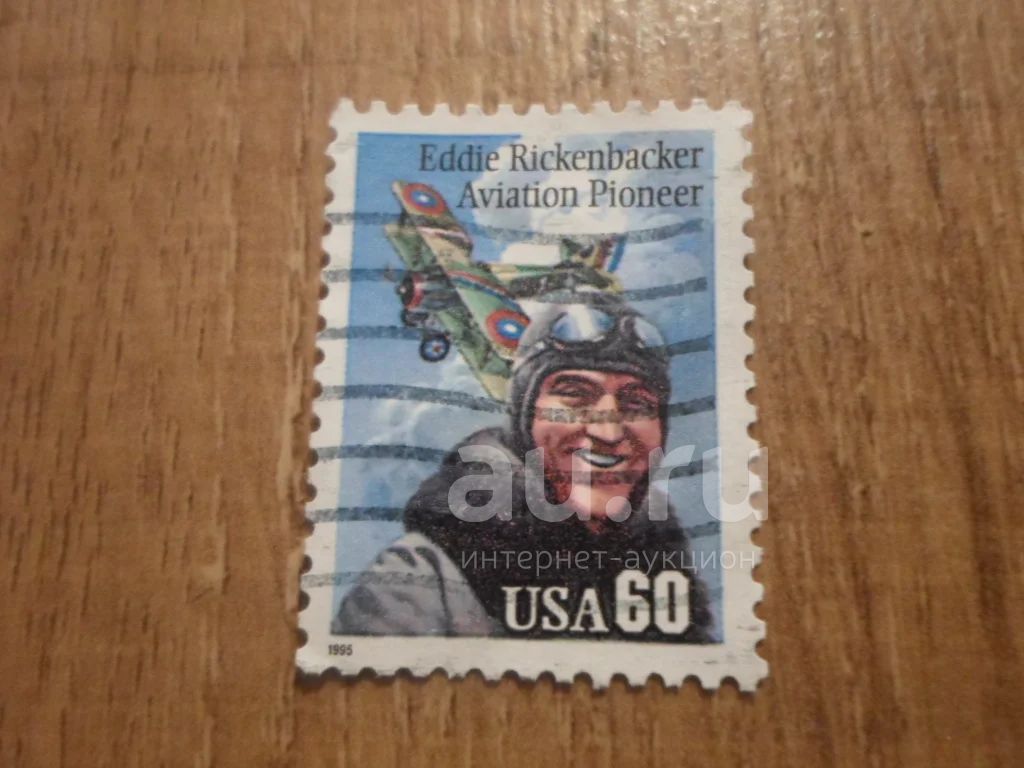 Eddie Rickenbacker
Aviation Pioneer
au.ru
интернет-аукцион
USA 60
1995